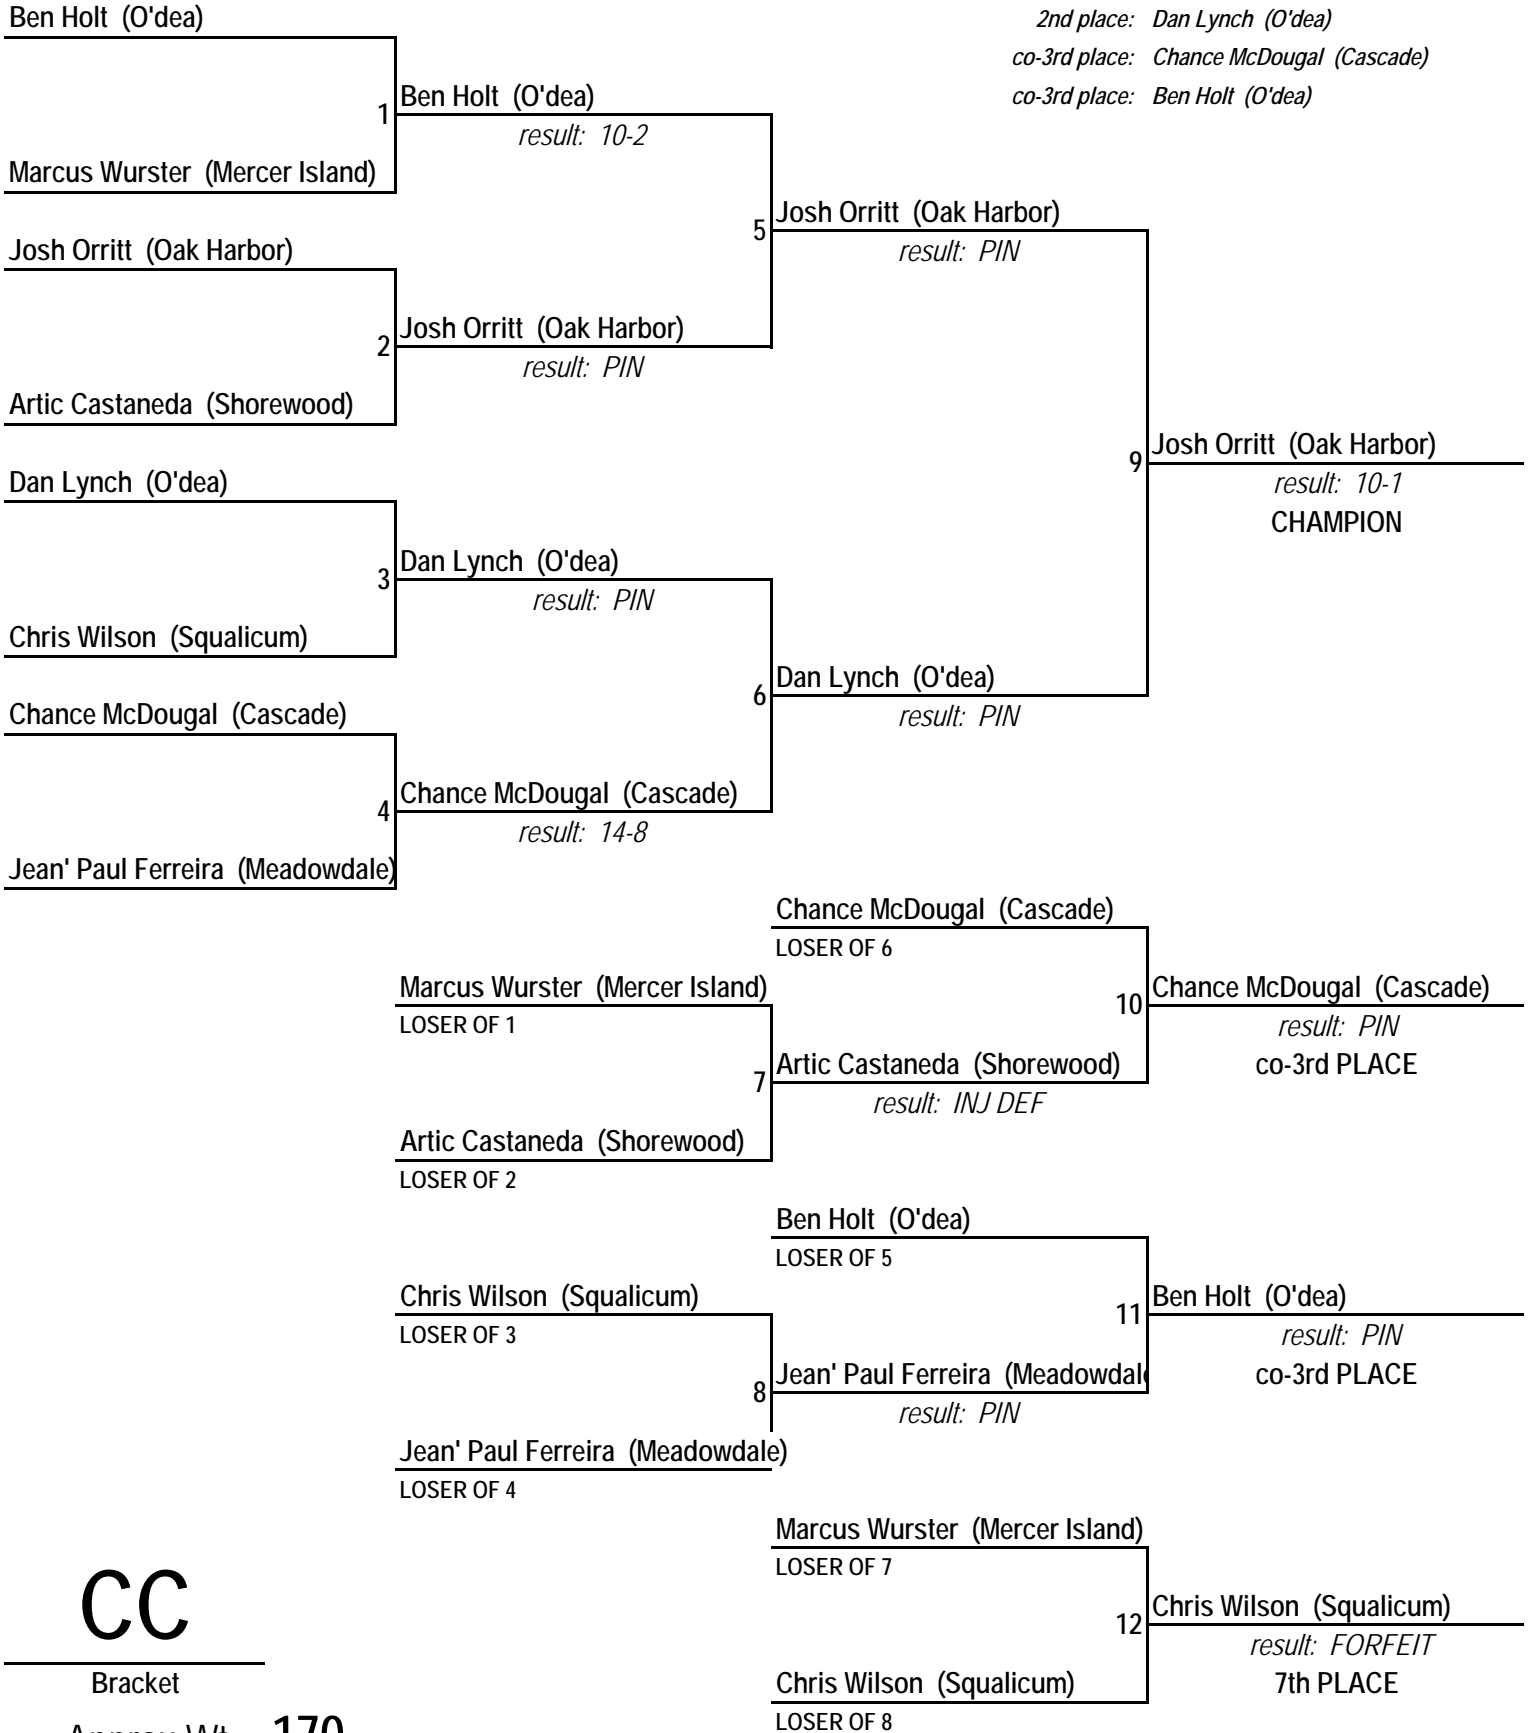 Ben Holt (O'dea)
2nd place: Dan Lynch (O'dea)
co-3rd place: Chance McDougal (Cascade)
co-3rd place: Ben Holt (O'dea)
1 Ben Holt (O'dea)
result: 10-2
Marcus Wurster (Mercer Island)
5 Josh Orritt (Oak Harbor)
result: PIN
Josh Orritt (Oak Harbor)
2 Josh Orritt (Oak Harbor)
result: PIN
Artic Castaneda (Shorewood)
9 Josh Orritt (Oak Harbor)
result: 10-1
CHAMPION
Dan Lynch (O'dea)
3 Dan Lynch (O'dea)
result: PIN
Chris Wilson (Squalicum)
6 Dan Lynch (O'dea)
result: PIN
Chance McDougal (Cascade)
4 Chance McDougal (Cascade)
result: 14-8
Jean' Paul Ferreira (Meadowdale)
Chance McDougal (Cascade)
LOSER OF 6
Marcus Wurster (Mercer Island)
LOSER OF 1
10 Chance McDougal (Cascade)
result: PIN
co-3rd PLACE
7 Artic Castaneda (Shorewood)
result: INJ DEF
Artic Castaneda (Shorewood)
LOSER OF 2
Ben Holt (O'dea)
LOSER OF 5
Chris Wilson (Squalicum)
LOSER OF 3
11 Ben Holt (O'dea)
result: PIN
co-3rd PLACE
8 Jean' Paul Ferreira (Meadowdale
result: PIN
Jean' Paul Ferreira (Meadowdale)
LOSER OF 4
Marcus Wurster (Mercer Island)
LOSER OF 7
12 Chris Wilson (Squalicum)
result: FORFEIT
7th PLACE
Chris Wilson (Squalicum)
LOSER OF 8
CC
Bracket
Approx Wt 170